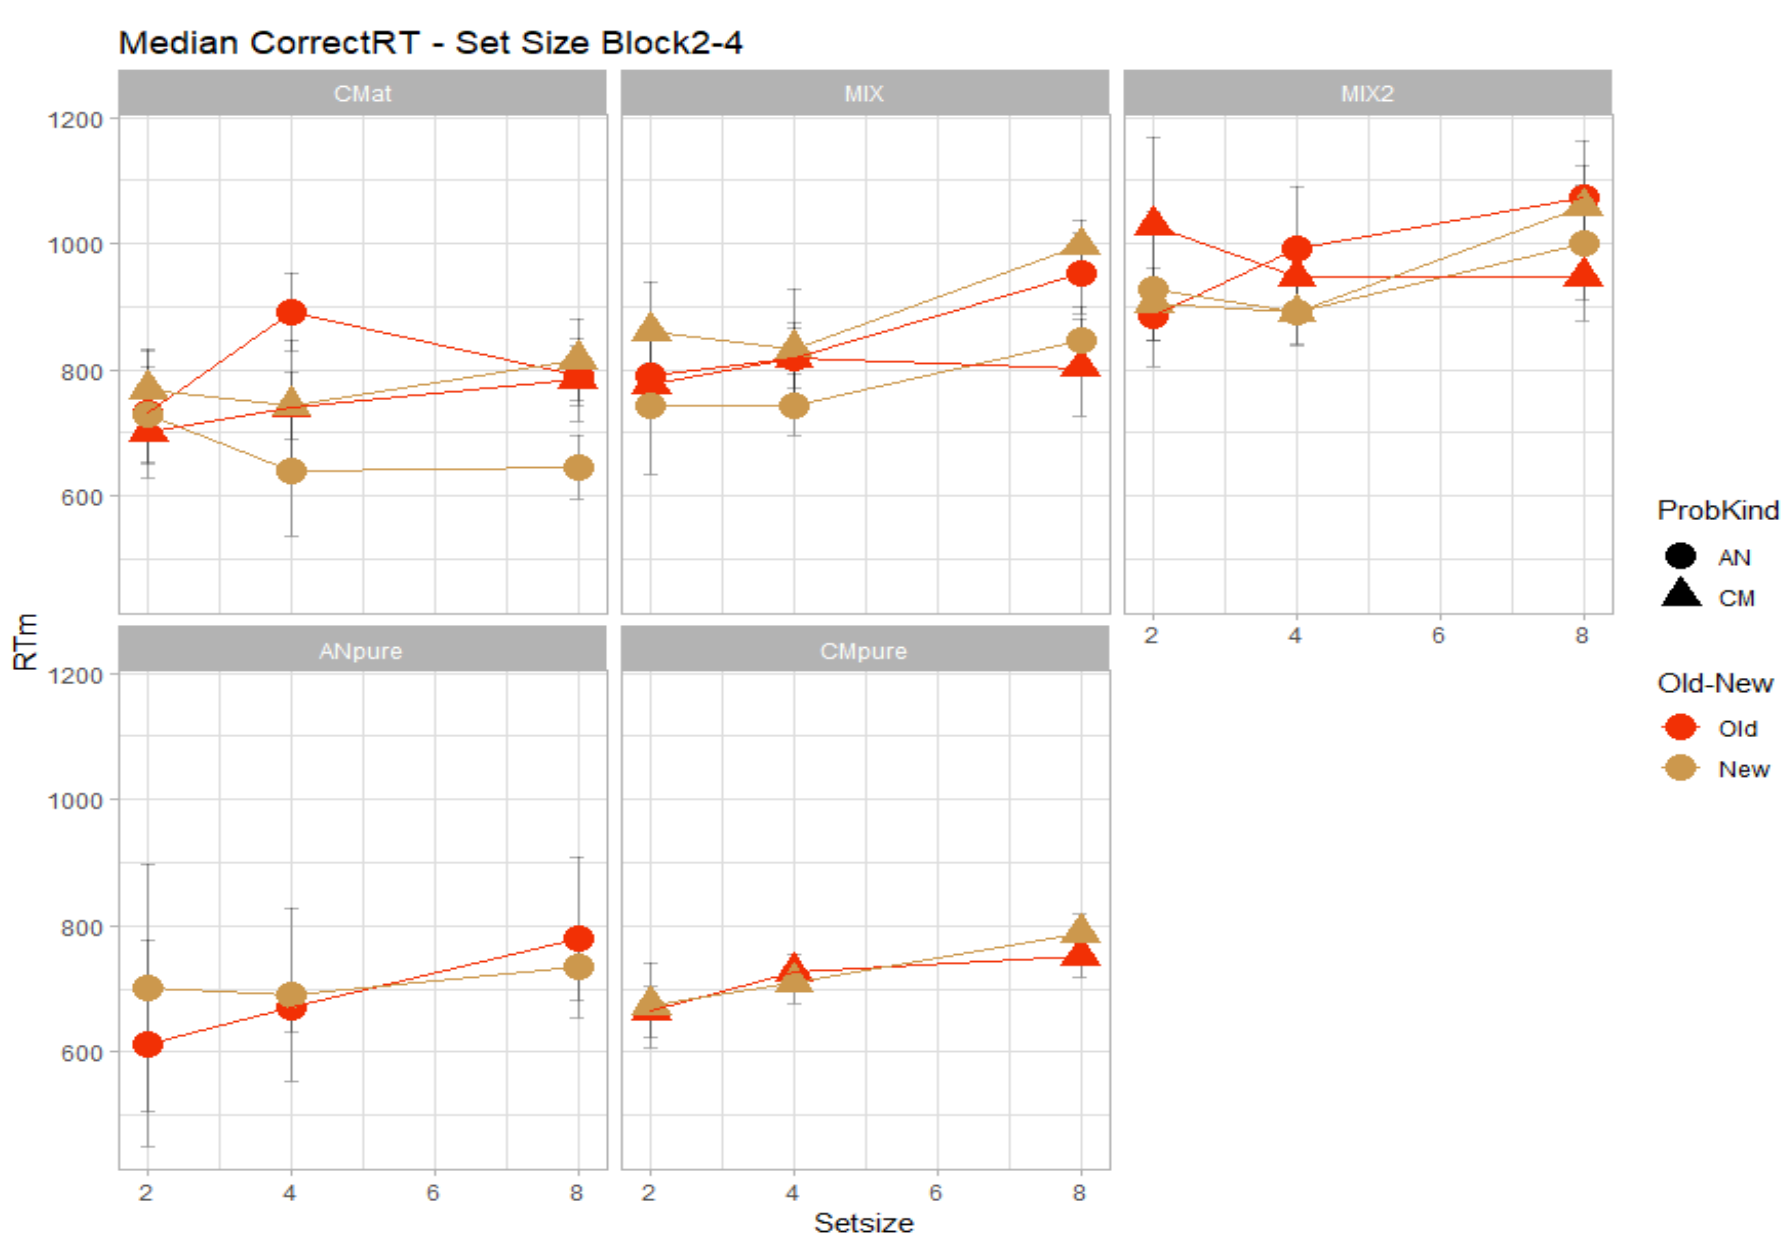 Median CorrectRT - Set Size Block2-4
CMat
MIX
MIX2
1200
1000
800
600
2
4
6
8
RTm
ANpure
CMpure
1200
1000
800
600
2
4
6
8
2
4
6
8
Setsize
ProbKind
AN
CM
Old-New
Old
New